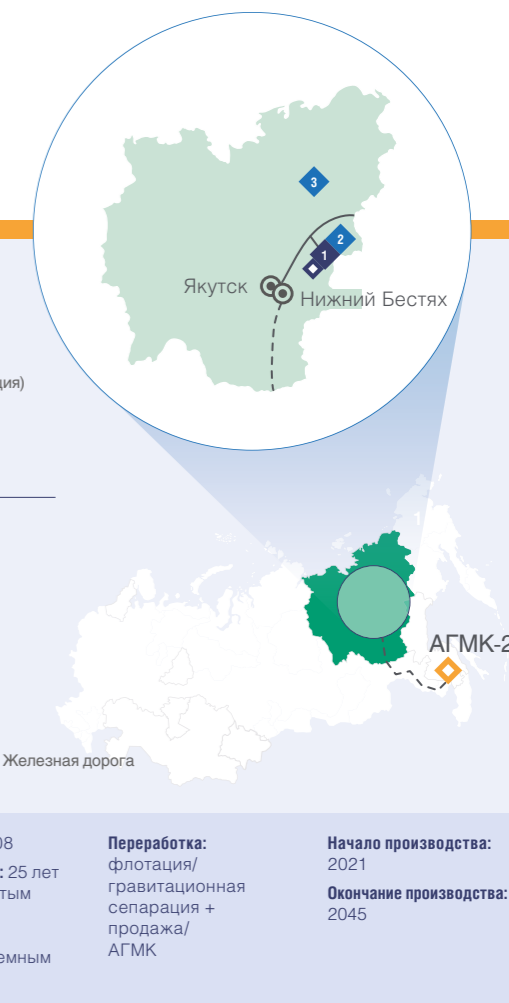 3
2
1
Якутск
Нижний Бестях
ция)
АГМК-2
Железная дорога
08
: 25 лет
тым
емным
Переработка:
флотация/
гравитационная
сепарация +
продажа/
АГМК
Начало производства:
2021
Окончание производства:
2045